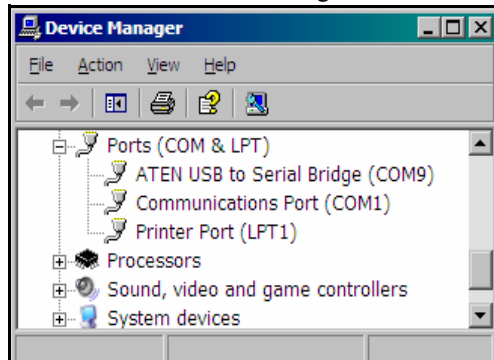 Device Manager
File Action View Help
Ports (COM & LPT)
ATEN USB to Serial Bridge (COM9)
Communications Port (COM1)
Printer Port (LPT1)
Processors
Sound, video and game controllers
System devices